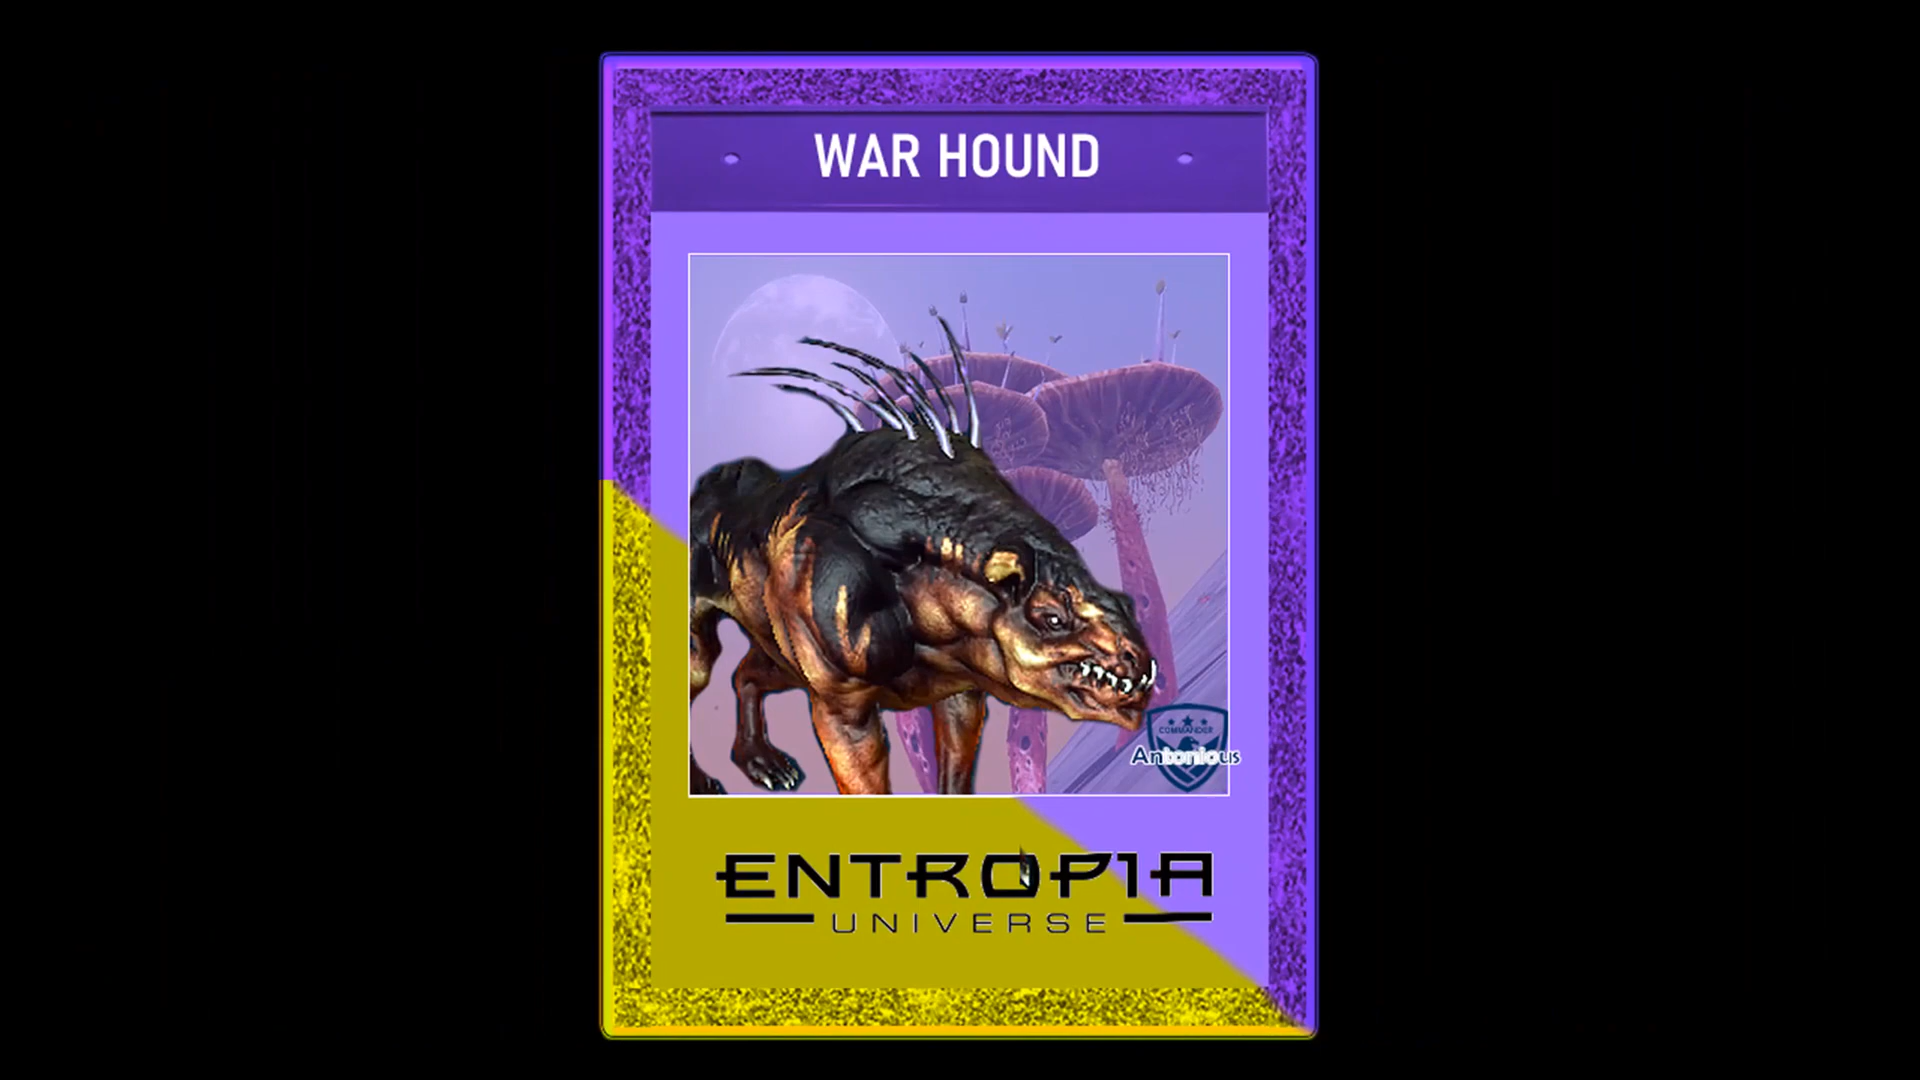 WAR HOUND
COMMANDER
Antonious
ENTROPIA
UNIVERSE